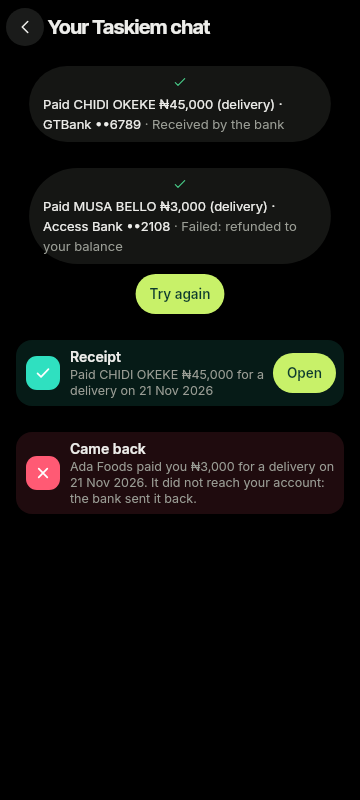 Your Taskiem chat
Paid CHIDI OKEKE ₦45,000 (delivery) ·
GTBank ••6789 · Received by the bank
Paid MUSA BELLO ₦3,000 (delivery) ·
Access Bank ••2108 · Failed: refunded to
your balance
Try again
Receipt
Paid CHIDI OKEKE ₦45,000 for a
delivery on 21 Nov 2026
Open
Came back
Ada Foods paid you ₦3,000 for a delivery on
21 Nov 2026. It did not reach your account:
the bank sent it back.